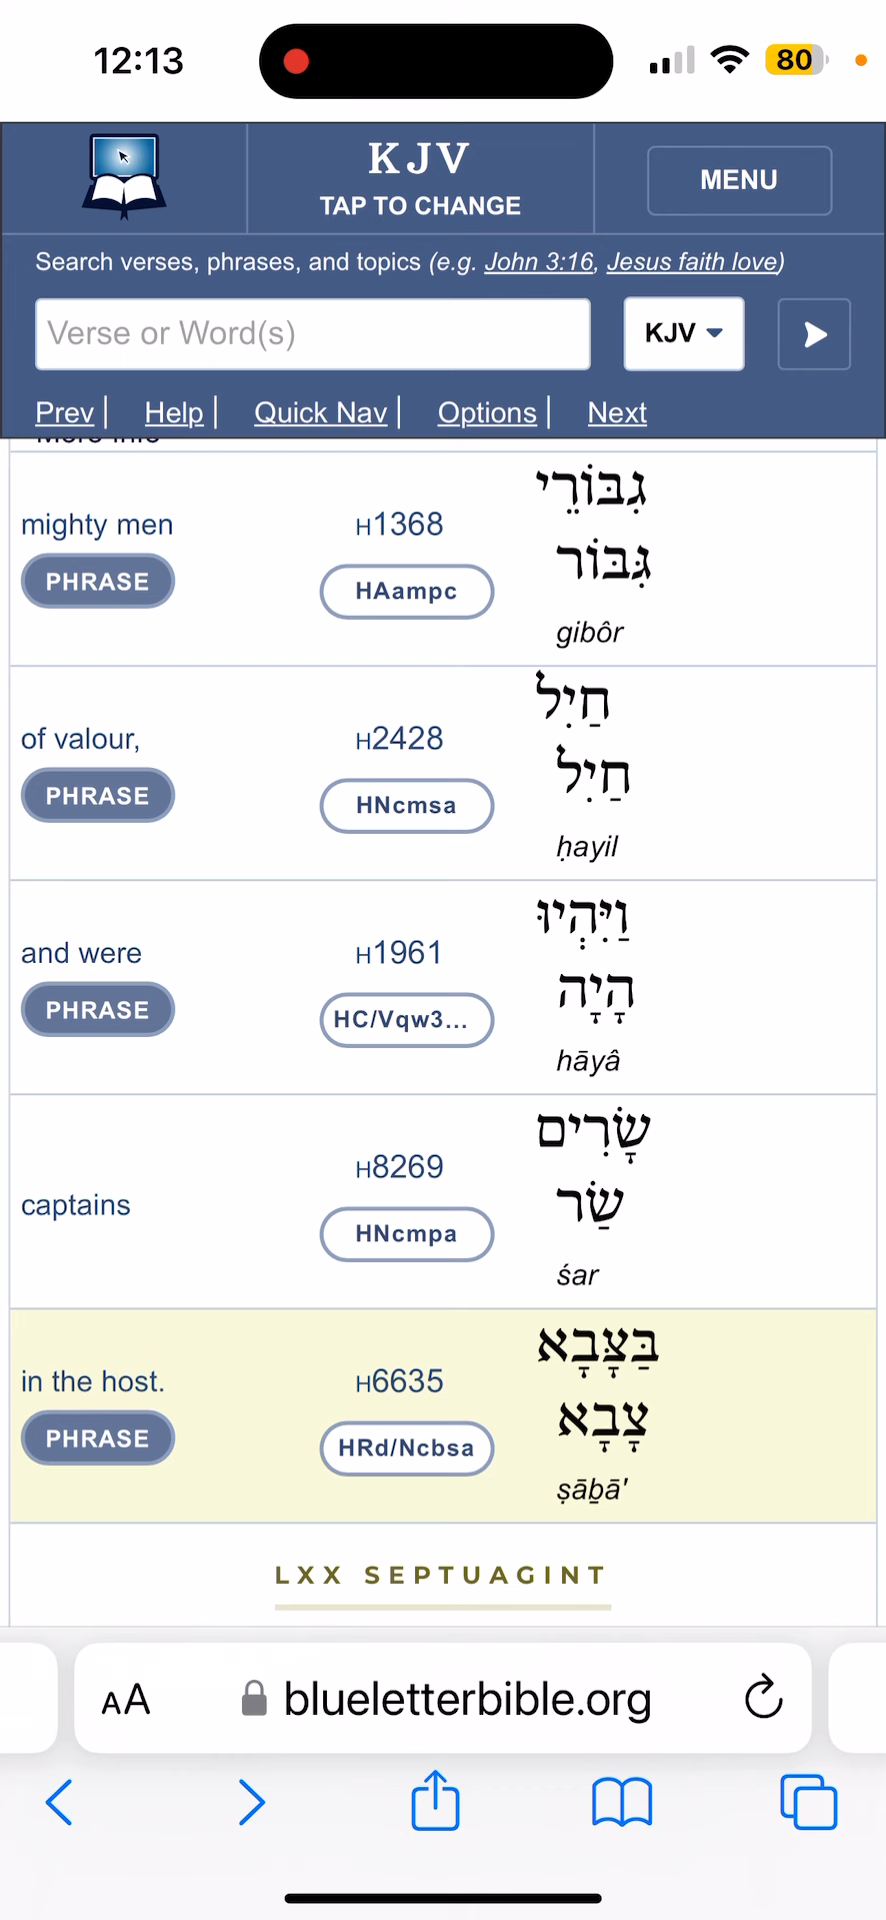 12:13
80
KJV
TAP TO CHANGE
MENU
Search verses, phrases, and topics (e.g. John 3:16, Jesus faith love)
Verse or Word(s)
KJV
Prev | Help | Quick Nav | Options | Next
More Info
mighty men
PHRASE
H1368
HAampc
גִּבּוֹרֵי
גִּבּוֹר
gibôr
of valour,
PHRASE
H2428
HNcmsa
חַיִל
חַיִל
ḥayil
and were
PHRASE
H1961
HC/Vqw3...
וַיִּהְיוּ
הָיָה
hāyâ
captains
H8269
HNcmpa
שָׂרִים
שַׂר
śar
in the host.
PHRASE
H6635
HRd/Ncbsa
בַּצָּבָא
צָבָא
ṣāḇā'
LXX SEPTUAGINT
AA
blueletterbible.org